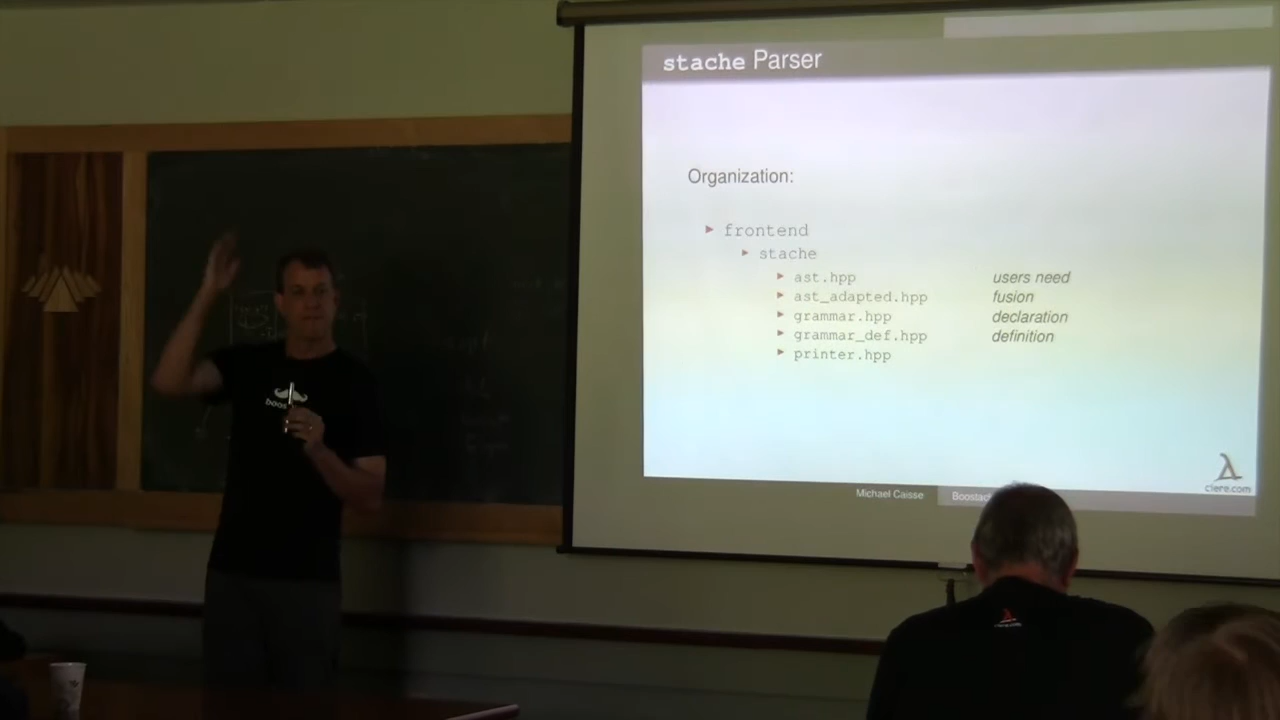 stache Parser
Organization:
frontend
stache
ast.hpp users need
ast_adapted.hpp fusion
grammar.hpp declaration
grammar_def.hpp definition
printer.hpp
ciere.com
Michael Caisse